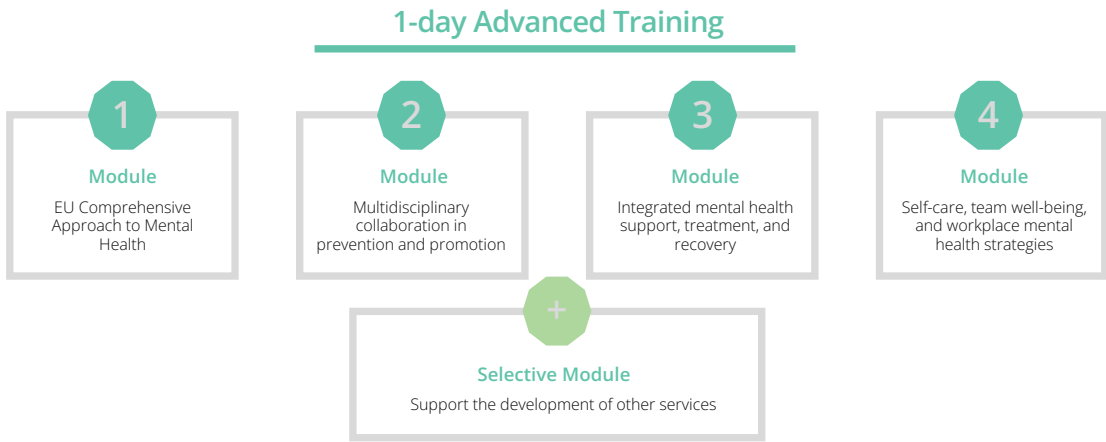 1-day Advanced Training
1
Module
EU Comprehensive
Approach to Mental
Health
2
Module
Multidisciplinary
collaboration in
prevention and promotion
3
Module
Integrated mental health
support, treatment, and
recovery
4
Module
Self-care, team well-being,
and workplace mental
health strategies
+
Selective Module
Support the development of other services